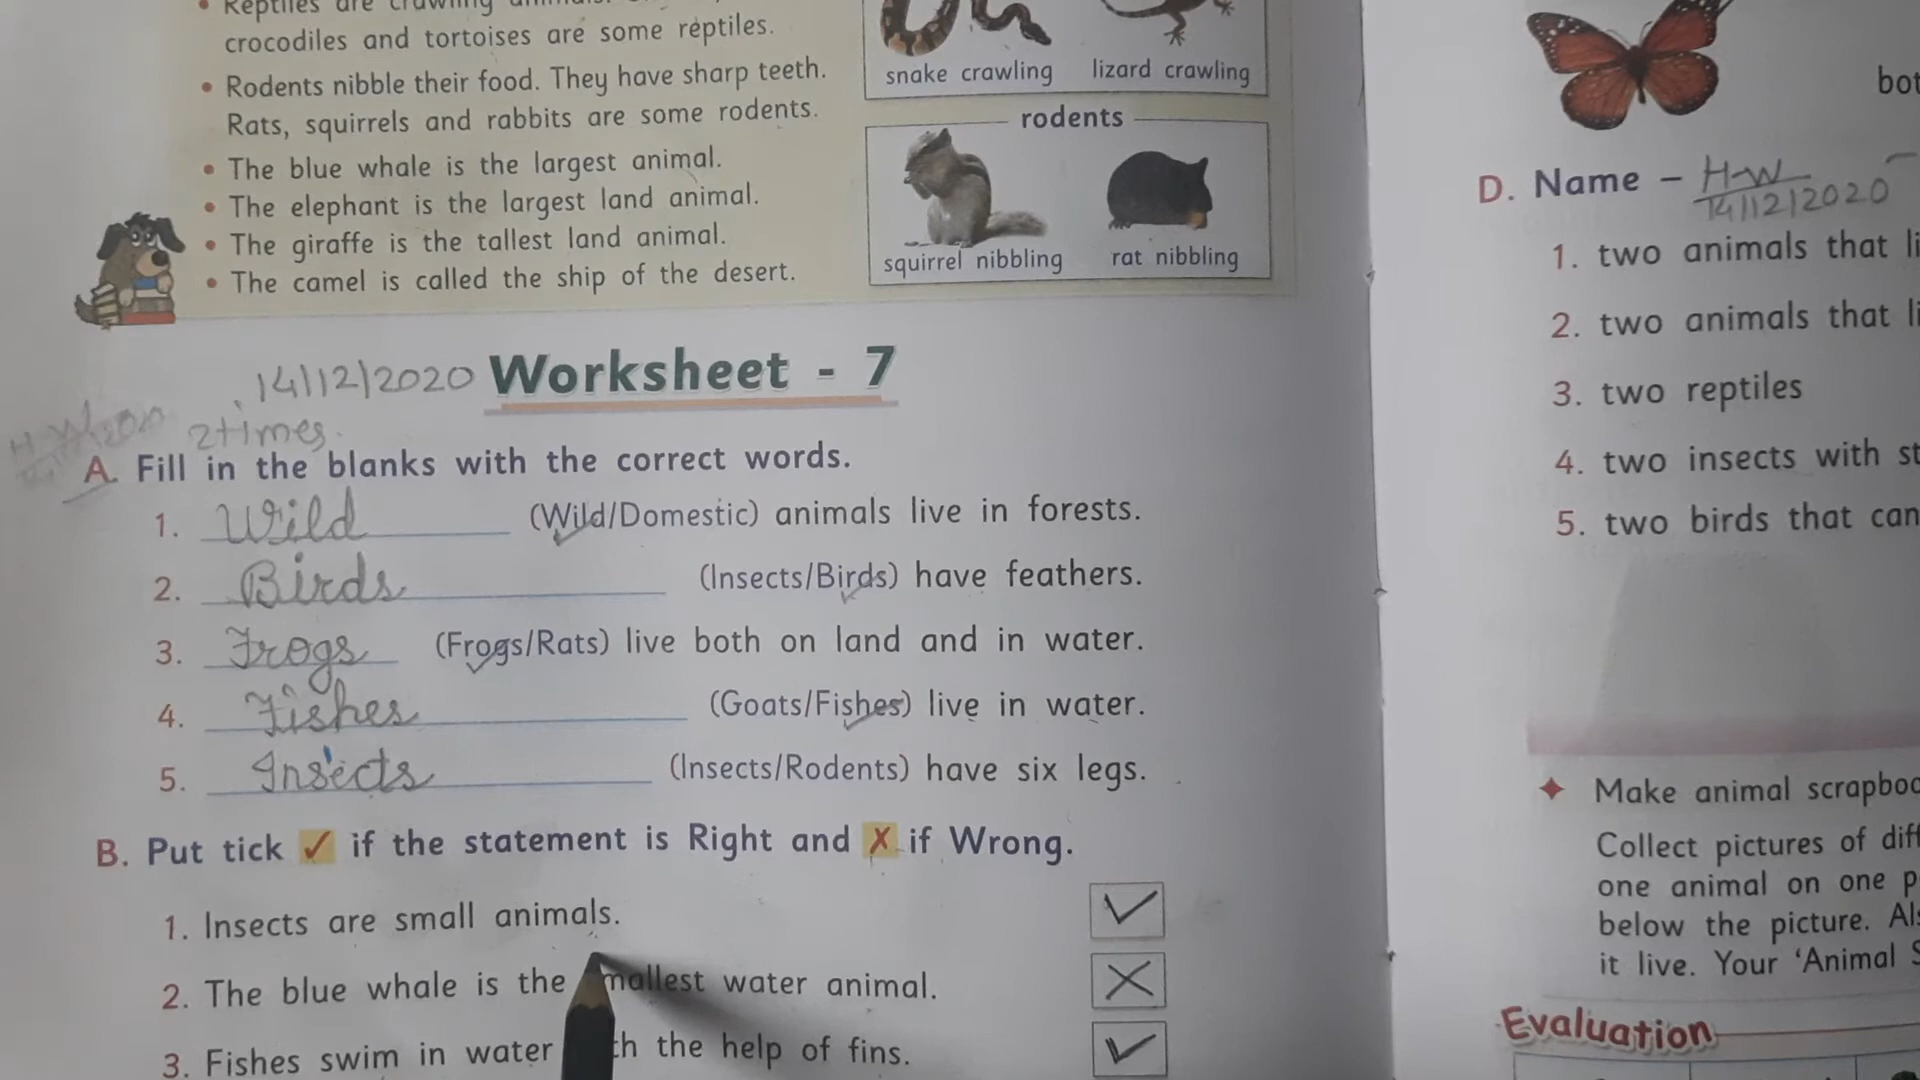 Reptiles are crawling
crocodiles and tortoises are some reptiles.
• Rodents nibble their food. They have sharp teeth.
Rats, squirrels and rabbits are some rodents.
• The blue whale is the largest animal.
• The elephant is the largest land animal.
• The giraffe is the tallest land animal.
• The camel is called the ship of the desert.
snake crawling lizard crawling
rodents
squirrel nibbling rat nibbling
14/12/2020 Worksheet - 7
2 times.
A. Fill in the blanks with the correct words.
1. Wild (Wild/Domestic) animals live in forests.
2. Birds (Insects/Birds) have feathers.
3. Frogs (Frogs/Rats) live both on land and in water.
4. Fishes (Goats/Fishes) live in water.
5. Insects (Insects/Rodents) have six legs.
B. Put tick ✓ if the statement is Right and ✗ if Wrong.
1. Insects are small animals. ✓
2. The blue whale is the mallest water animal. ✗
3. Fishes swim in water th the help of fins. ✓
bot
D. Name – H-W
14/12/2020
1. two animals that li
2. two animals that li
3. two reptiles
4. two insects with st
5. two birds that can
✦ Make animal scrapboo
Collect pictures of diff
one animal on one p
below the picture. Als
it live. Your ‘Animal S
Evaluation